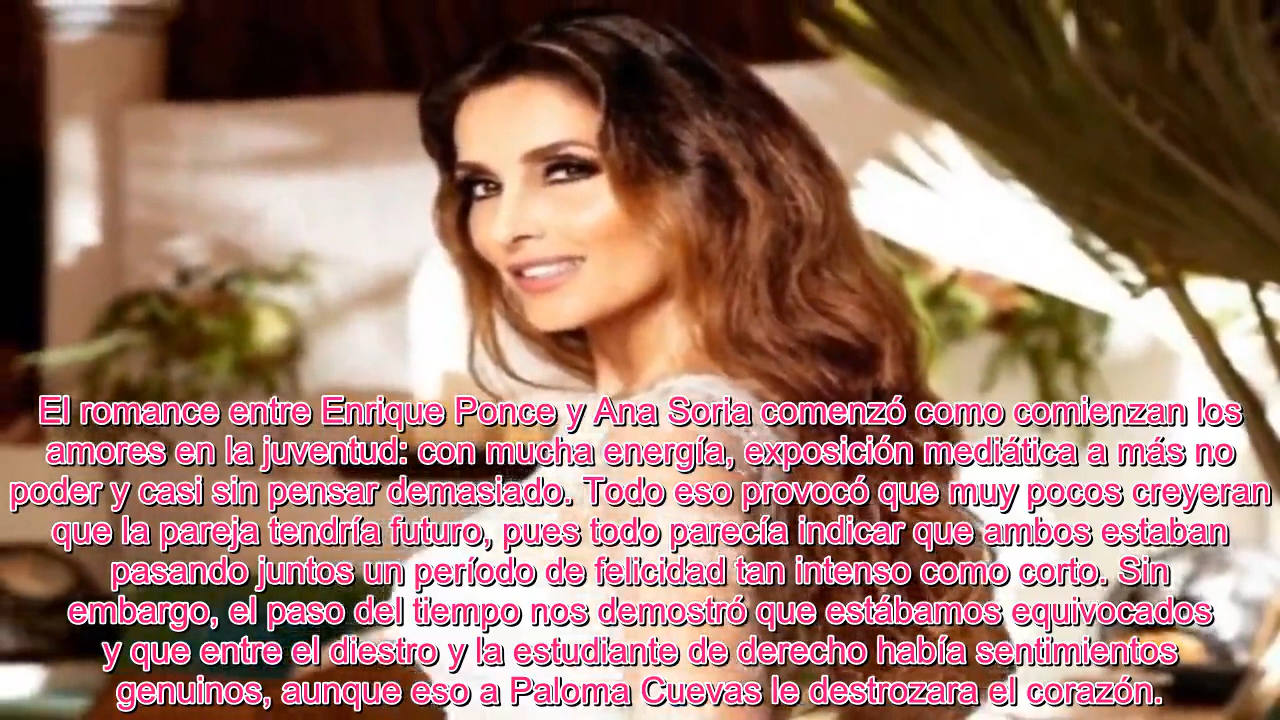 El romance entre Enrique Ponce y Ana Soria comenzó como comienzan los
amores en la juventud: con mucha energía, exposición mediática a más no
poder y casi sin pensar demasiado. Todo eso provocó que muy pocos creyeran
que la pareja tendría futuro, pues todo parecía indicar que ambos estaban
pasando juntos un período de felicidad tan intenso como corto. Sin
embargo, el paso del tiempo nos demostró que estábamos equivocados
y que entre el diestro y la estudiante de derecho había sentimientos
genuinos, aunque eso a Paloma Cuevas le destrozara el corazón.